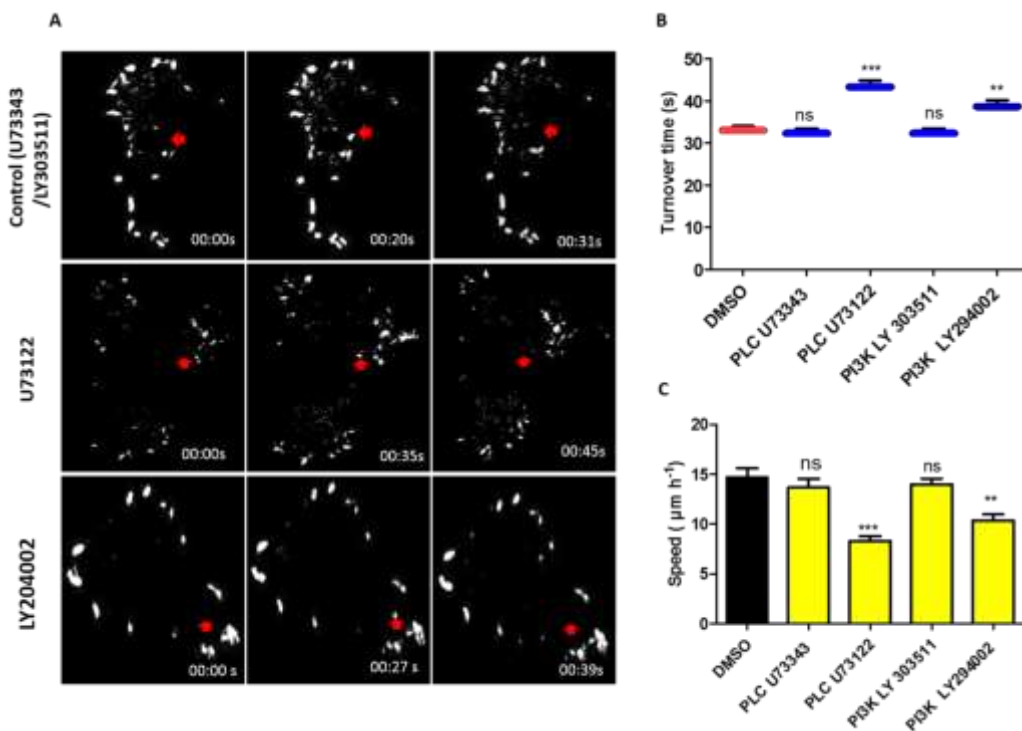 A
Control (U73343
/LY303511)
00:00s
00:20s
00:31s
U73122
00:00s
00:35s
00:45s
LY204002
00:00 s
00:27 s
00:39s
B
Turnover time (s)
50
40
30
20
10
0
ns
***
ns
**
DMSO
PLC U73343
PLC U73122
PI3K LY 303511
PI3K LY294002
C
Speed ( µm h⁻¹)
20
15
10
5
0
ns
***
ns
**
DMSO
PLC U73343
PLC U73122
PI3K LY 303511
PI3K LY294002